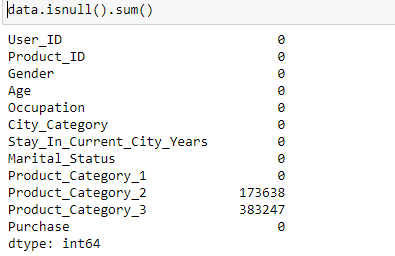 data.isnull().sum()
User_ID 0
Product_ID 0
Gender 0
Age 0
Occupation 0
City_Category 0
Stay_In_Current_City_Years 0
Marital_Status 0
Product_Category_1 0
Product_Category_2 173638
Product_Category_3 383247
Purchase 0
dtype: int64